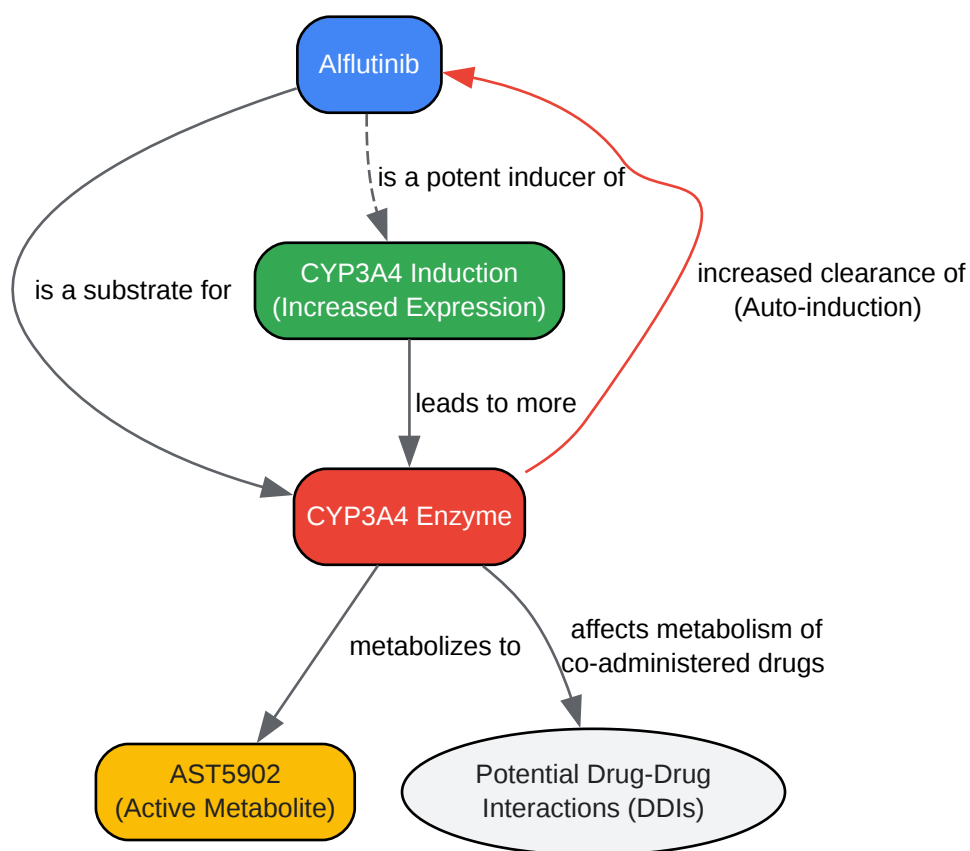 Alflutinib
is a potent inducer of
CYP3A4 Induction
(Increased Expression)
is a substrate for
increased clearance of
(Auto-induction)
leads to more
CYP3A4 Enzyme
metabolizes to
affects metabolism of
co-administered drugs
AST5902
(Active Metabolite)
Potential Drug-Drug
Interactions (DDIs)